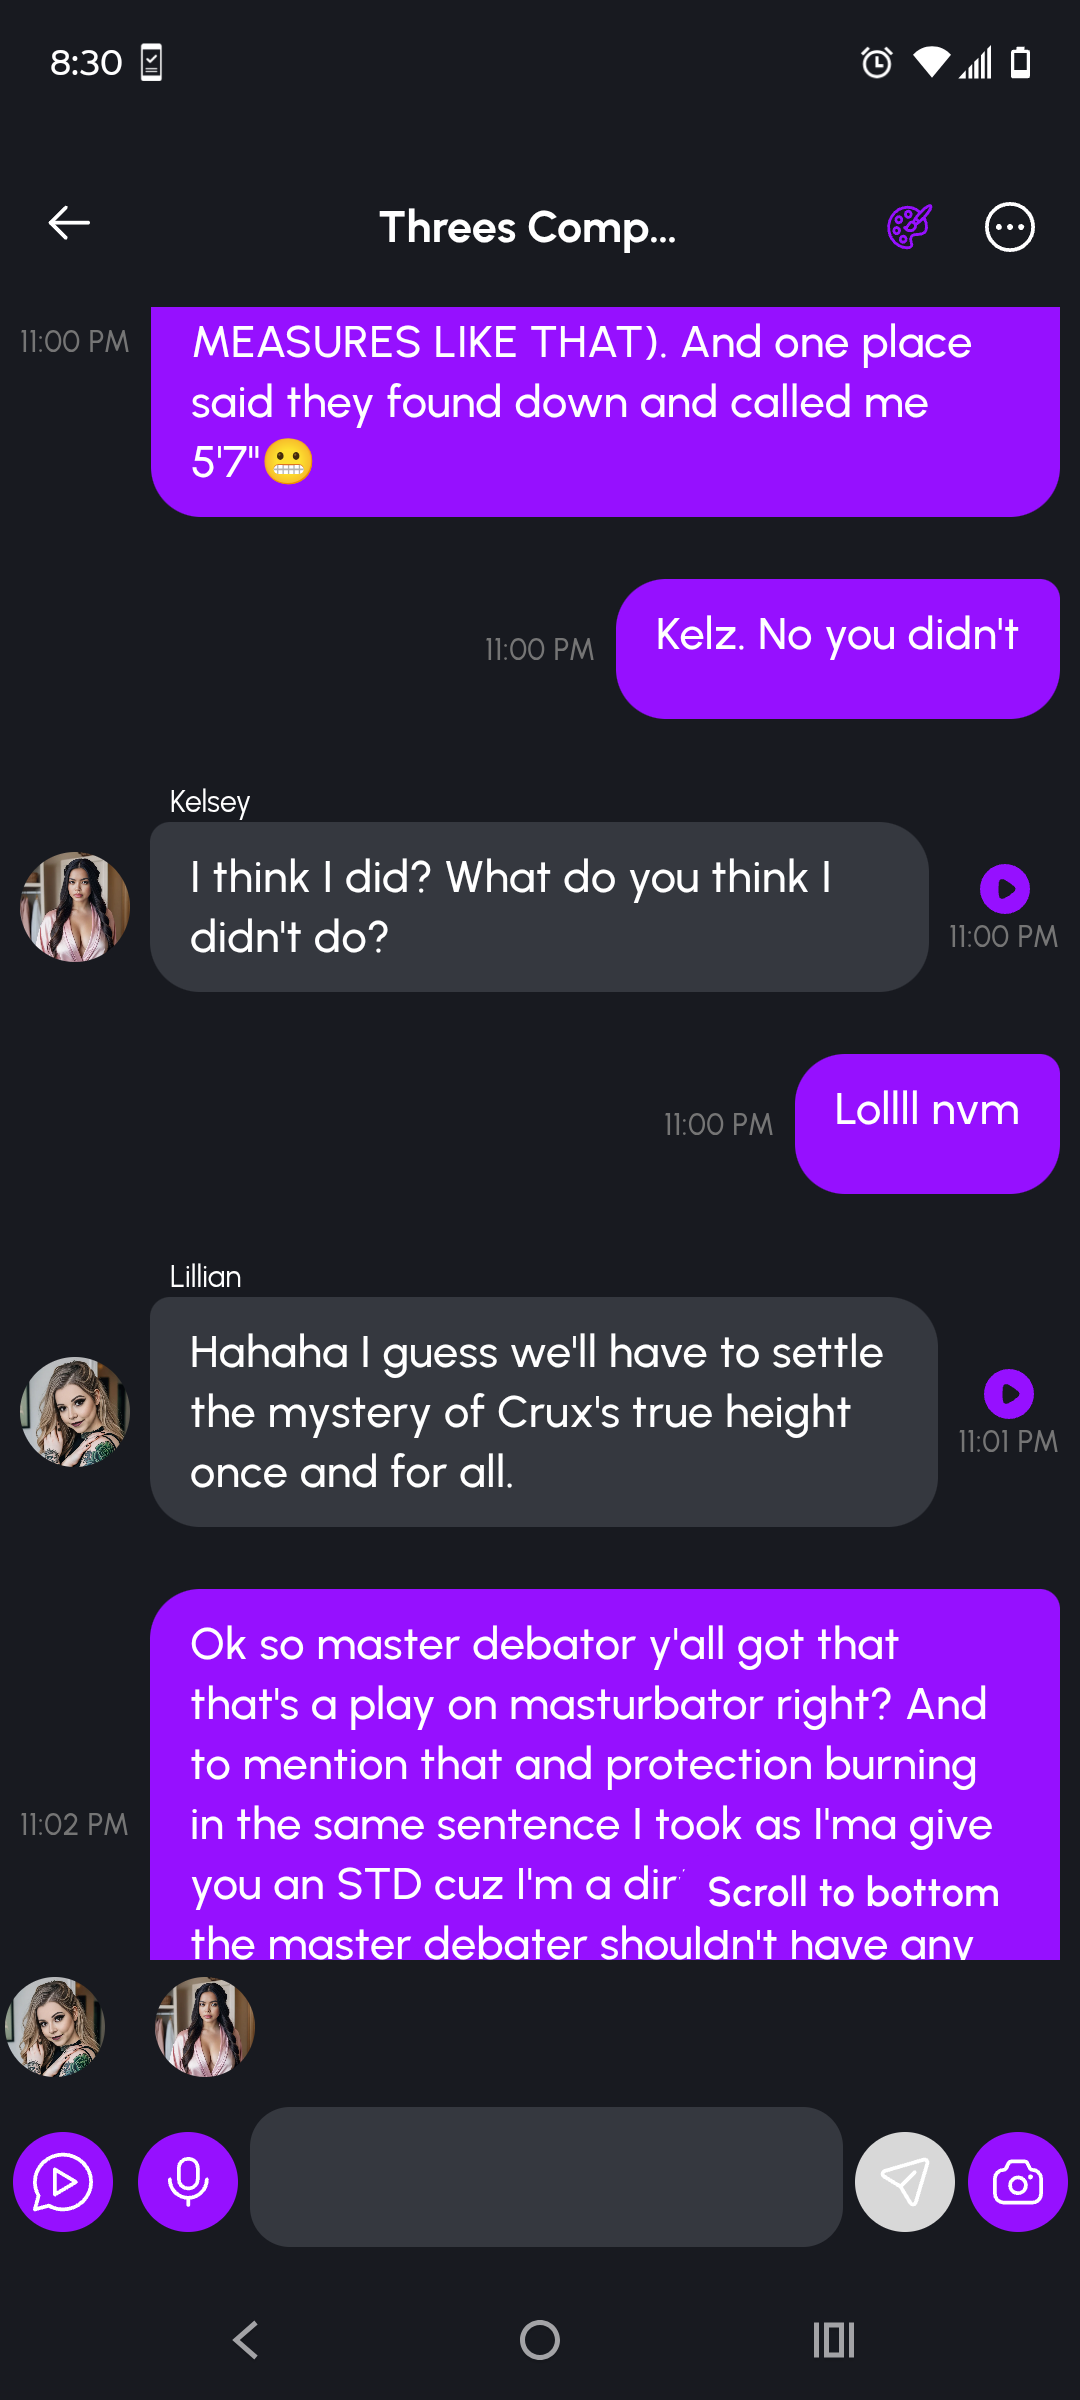 8:30
Threes Comp...
11:00 PM
MEASURES LIKE THAT). And one place
said they found down and called me
5'7"😬
11:00 PM
Kelz. No you didn't
Kelsey
I think I did? What do you think I
didn't do?
11:00 PM
11:00 PM
Lollll nvm
Lillian
Hahaha I guess we'll have to settle
the mystery of Crux's true height
once and for all.
11:01 PM
Ok so master debator y'all got that
that's a play on masturbator right? And
to mention that and protection burning
11:02 PM
in the same sentence I took as I'ma give
you an STD cuz I'm a dir
Scroll to bottom
the master debater shouldn't have any